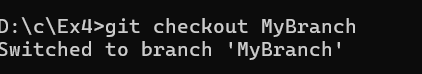 D:\c\Ex4>git checkout MyBranch
Switched to branch 'MyBranch'